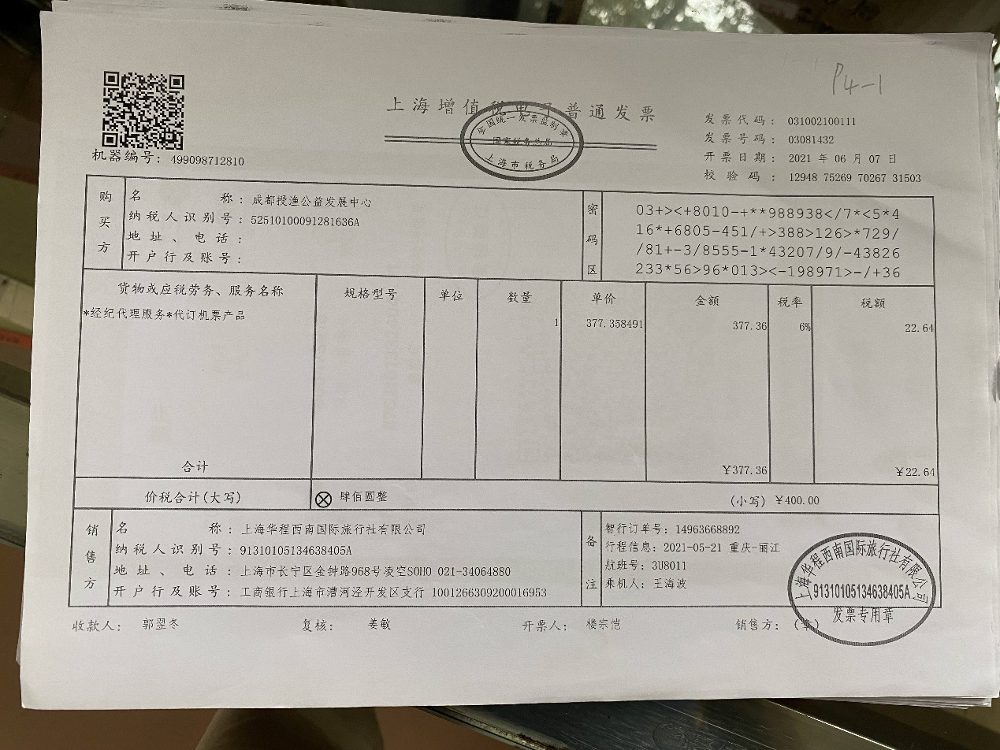 P4-1
上海增值税电子普通发票
全国统一发票监制章
国家税务总局
上海市税务局
发票代码：031002100111
发票号码：03081432
开票日期：2021 年 06 月 07 日
校验码：12948 75269 70267 31503
机器编号：499098712810
购买方
名称：成都授渔公益发展中心
纳税人识别号：52510100091281636A
地址、电话：
开户行及账号：
密码区
03+><+8010-+**988938</7*<5*4
16*+6805-451/+>388>126>*729/
/81+-3/8555-1*43207/9/-43826
233*56>96*013><-198971>-/+36
货物或应税劳务、服务名称 规格型号 单位 数量 单价 金额 税率 税额
*经纪代理服务*代订机票产品 1 377.358491 377.36 6% 22.64
合计 ￥377.36 ￥22.64
价税合计(大写) ⊗ 肆佰圆整 (小写) ￥400.00
销售方
名称：上海华程西南国际旅行社有限公司
纳税人识别号：91310105134638405A
地址、电话：上海市长宁区金钟路968号凌空SOHO 021-34064880
开户行及账号：工商银行上海市漕河泾开发区支行 1001266309200016953
备注
智行订单号：14963668892
行程信息：2021-05-21 重庆-丽江
航班号：3U8011
乘机人：王海波
上海华程西南国际旅行社有限公司
91310105134638405A
发票专用章
收款人：郭翌冬 复核：姜敏 开票人：楼宗恺 销售方：(章)